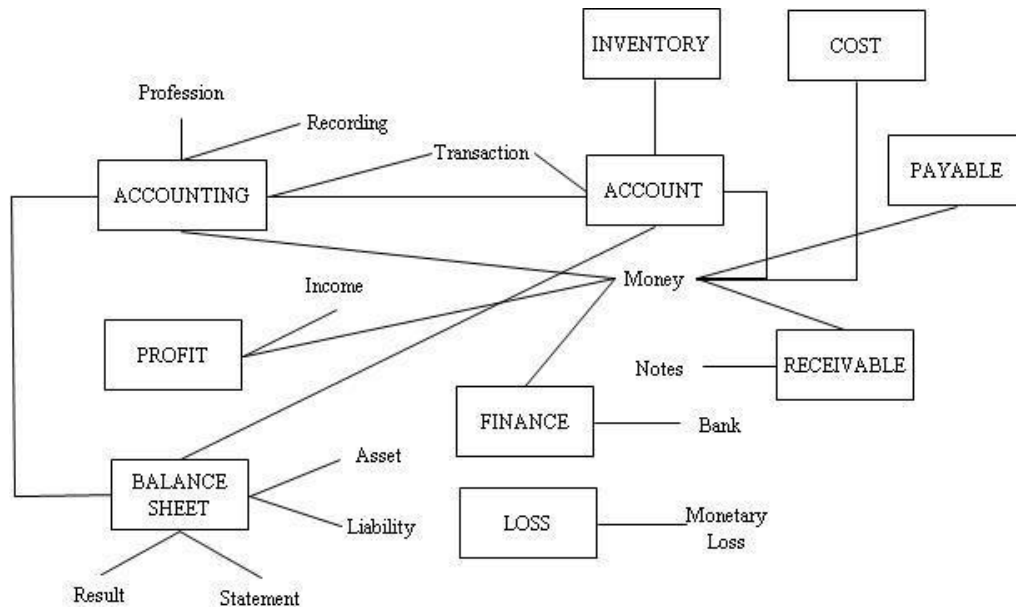 INVENTORY
COST
Profession
Recording
Transaction
ACCOUNTING
ACCOUNT
PAYABLE
Money
Income
PROFIT
Notes
RECEIVABLE
FINANCE
Bank
Asset
BALANCE
SHEET
Liability
LOSS
Monetary
Loss
Result
Statement